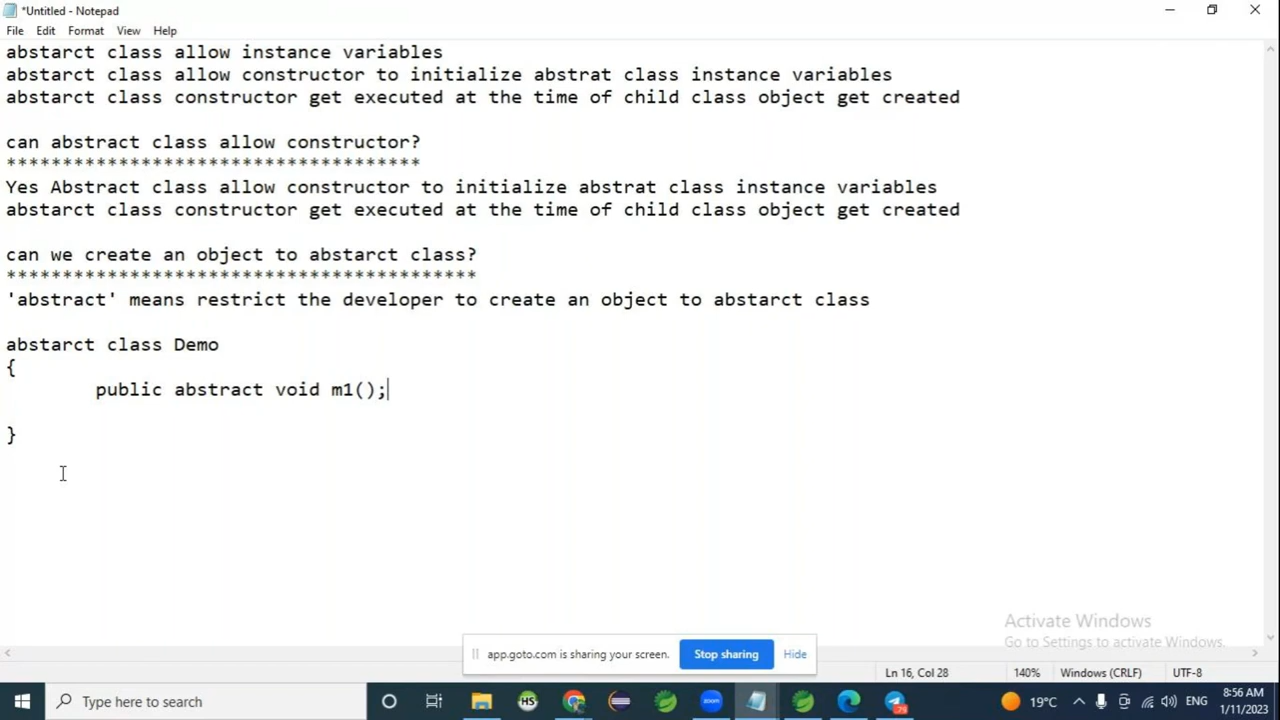 *Untitled - Notepad
File Edit Format View Help
abstarct class allow instance variables
abstarct class allow constructor to initialize abstrat class instance variables
abstarct class constructor get executed at the time of child class object get created
can abstract class allow constructor?
*************************************
Yes Abstract class allow constructor to initialize abstrat class instance variables
abstarct class constructor get executed at the time of child class object get created
can we create an object to abstarct class?
******************************************
'abstract' means restrict the developer to create an object to abstarct class
abstarct class Demo
{
public abstract void m1();
}
Activate Windows
Go to Settings to activate Windows.
app.goto.com is sharing your screen. Stop sharing Hide
Ln 16, Col 28 140% Windows (CRLF) UTF-8
Type here to search HS zoom 19°C ENG 8:56 AM
1/11/2023